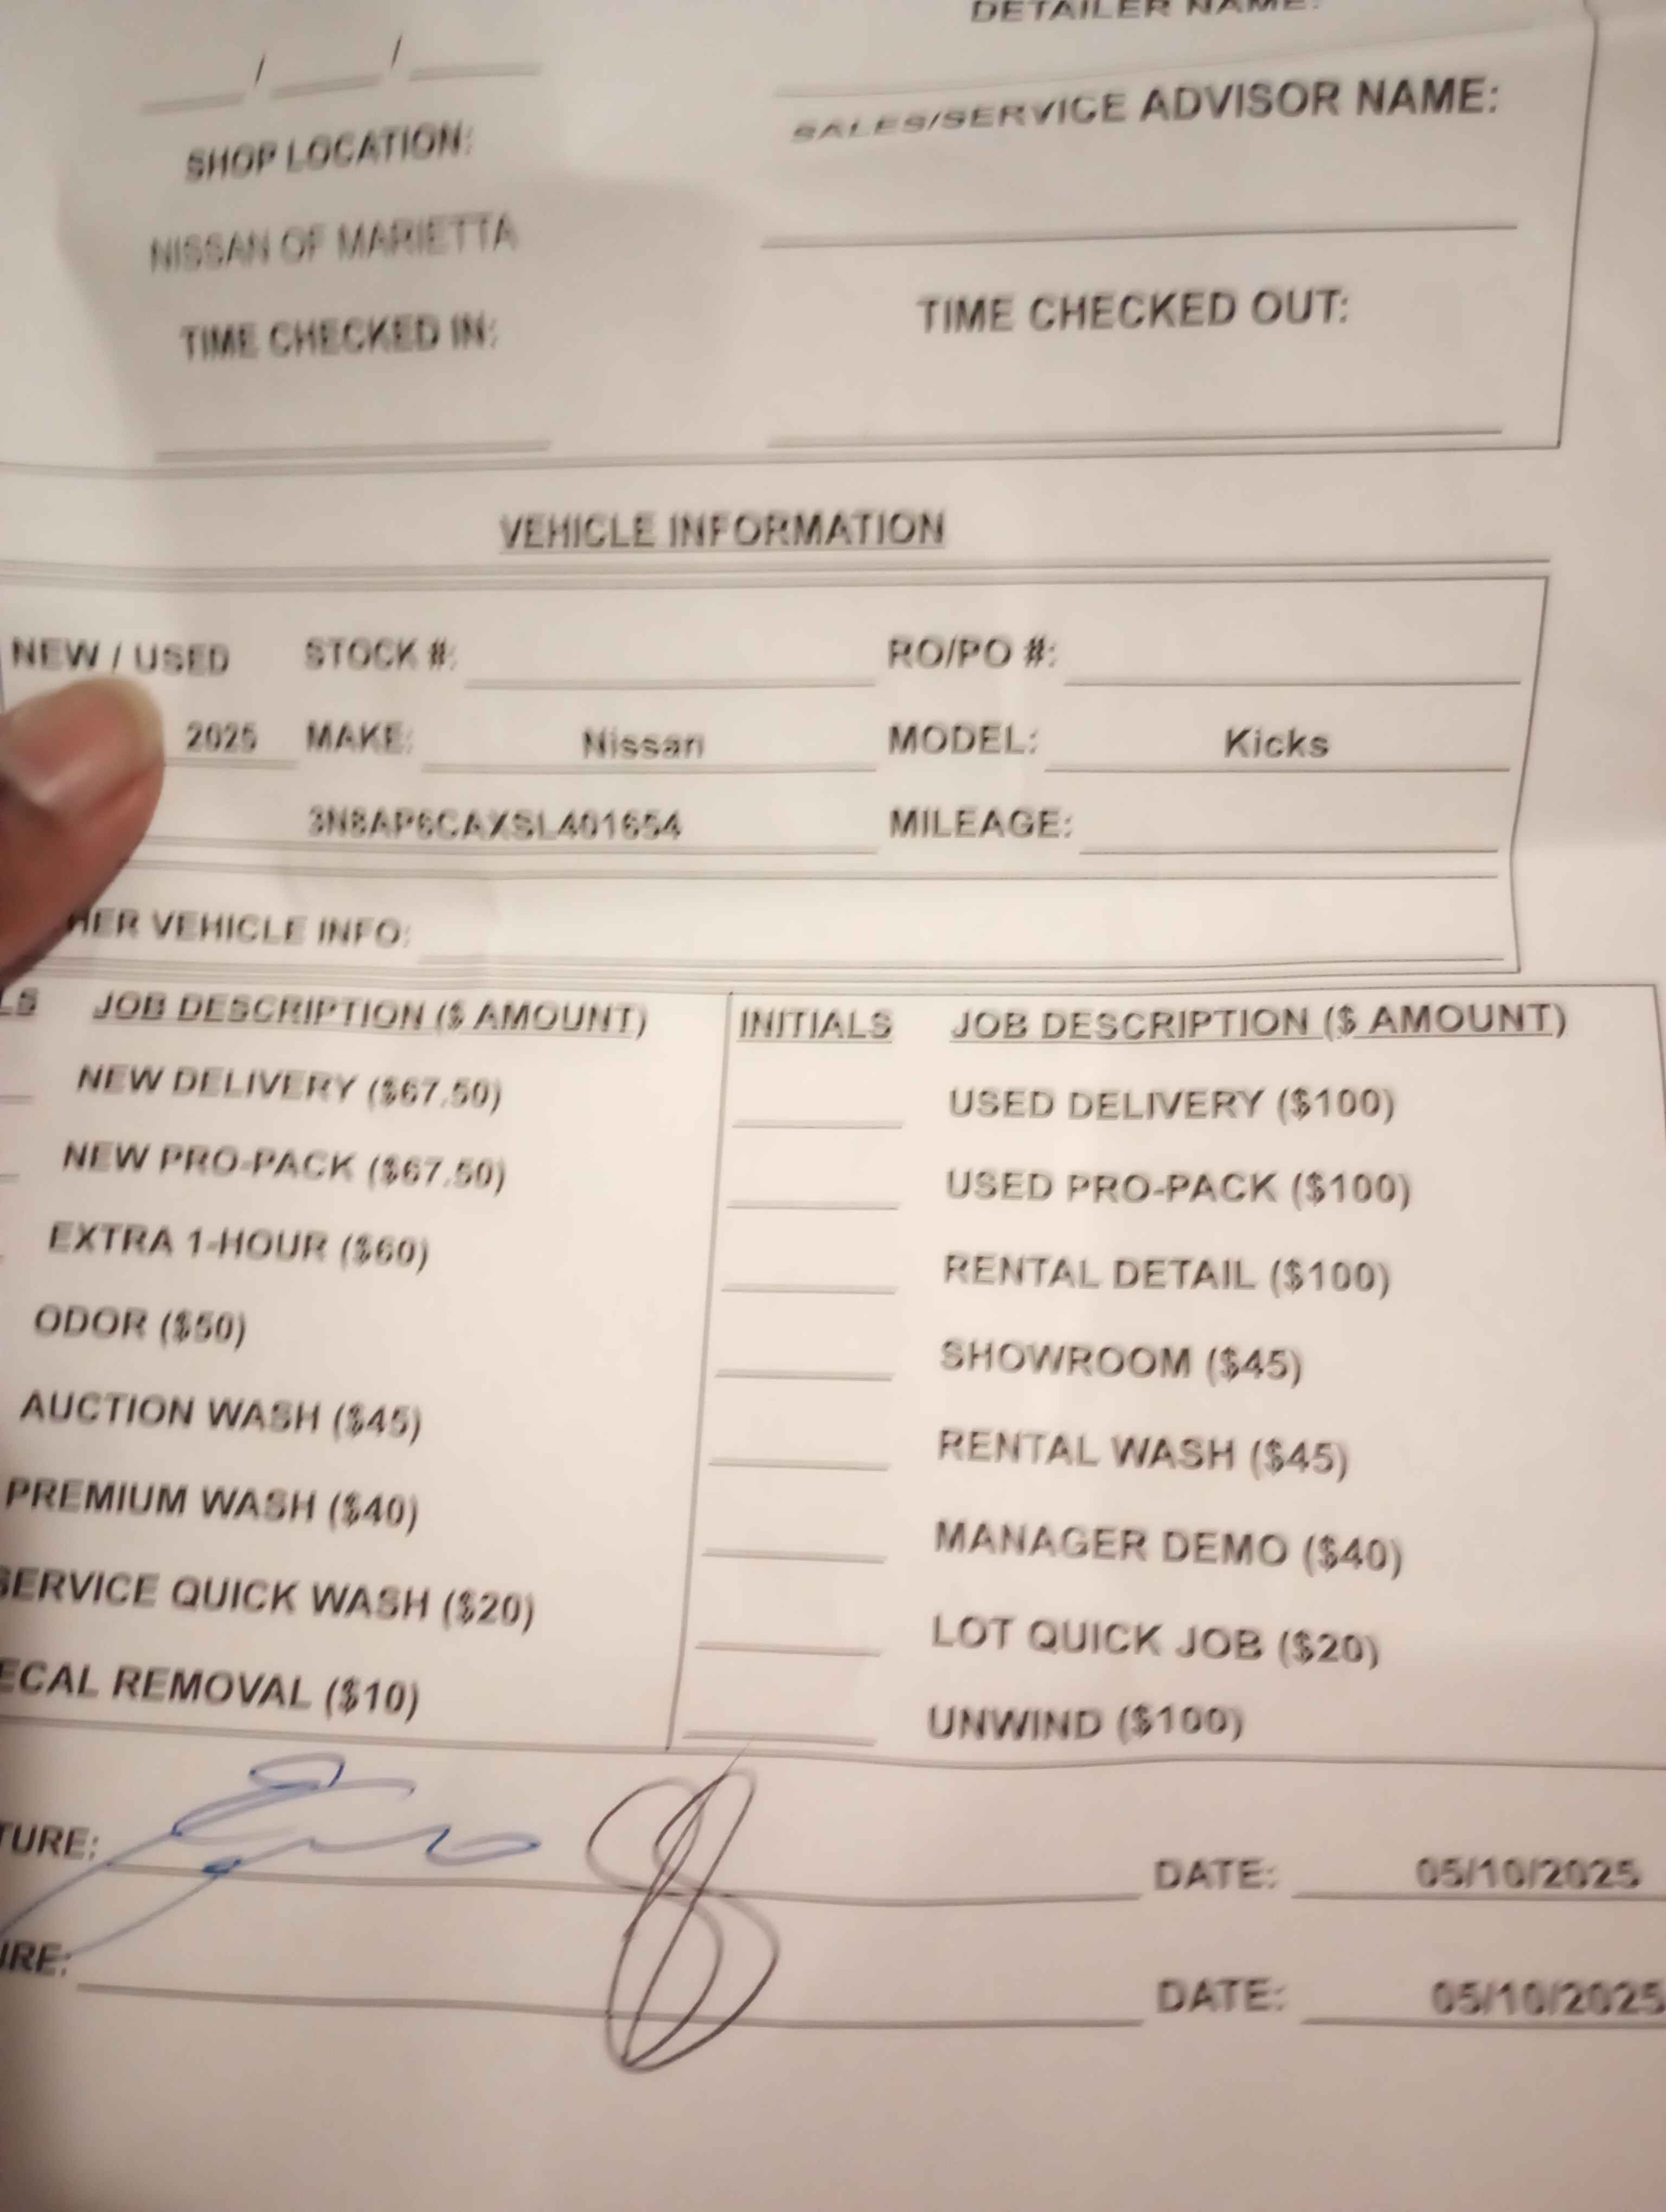 DETAILER NAME:
/ /
SALES/SERVICE ADVISOR NAME:
SHOP LOCATION:
NISSAN OF MARIETTA
TIME CHECKED IN:
TIME CHECKED OUT:
VEHICLE INFORMATION
NEW / USED STOCK #: RO/PO #:
2025 MAKE: Nissan MODEL: Kicks
3N8AP6CAXSL401654 MILEAGE:
HER VEHICLE INFO:
LS JOB DESCRIPTION ($ AMOUNT) INITIALS JOB DESCRIPTION ($ AMOUNT)
NEW DELIVERY ($67.50) USED DELIVERY ($100)
NEW PRO-PACK ($67.50) USED PRO-PACK ($100)
EXTRA 1-HOUR ($60) RENTAL DETAIL ($100)
ODOR ($50) SHOWROOM ($45)
AUCTION WASH ($45) RENTAL WASH ($45)
PREMIUM WASH ($40) MANAGER DEMO ($40)
SERVICE QUICK WASH ($20) LOT QUICK JOB ($20)
ECAL REMOVAL ($10) UNWIND ($100)
TURE: DATE: 05/10/2025
URE: DATE: 05/10/2025